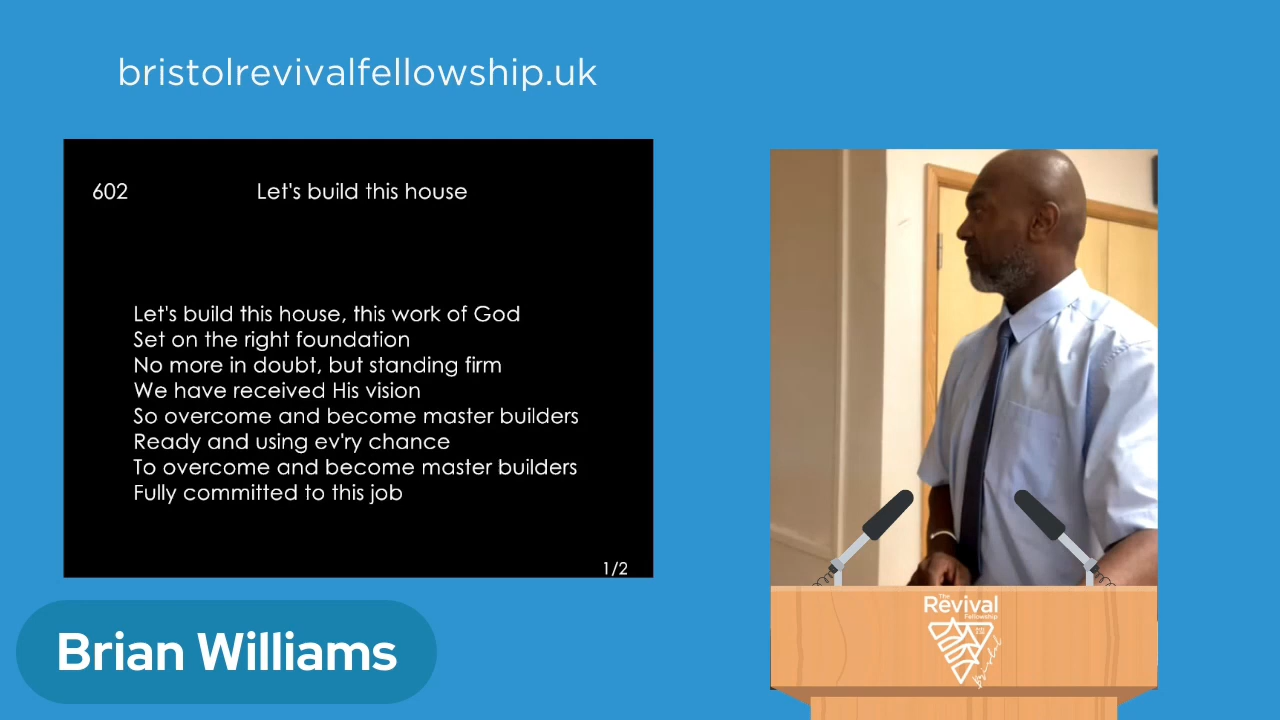 bristolrevivalfellowship.uk
602
Let's build this house
Let's build this house, this work of God
Set on the right foundation
No more in doubt, but standing firm
We have received His vision
So overcome and become master builders
Ready and using ev'ry chance
To overcome and become master builders
Fully committed to this job
1/2
Brian Williams
The
Revival
Fellowship
Bristol